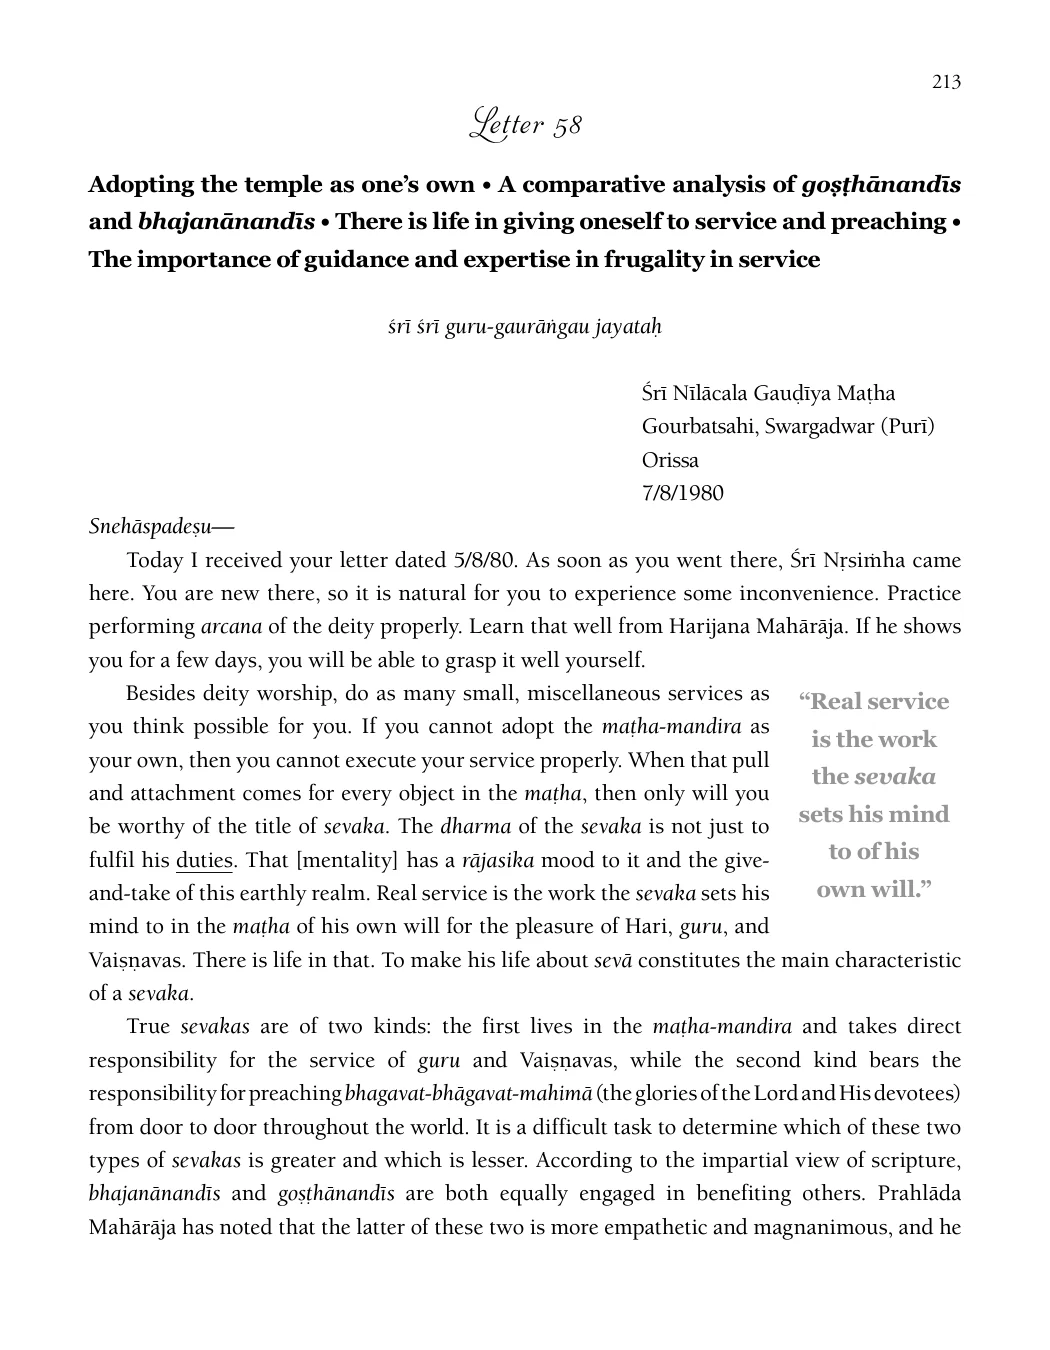 213
Letter 58
Adopting the temple as one’s own • A comparative analysis of goṣṭhānandīs
and bhajanānandīs • There is life in giving oneself to service and preaching •
The importance of guidance and expertise in frugality in service
śrī śrī guru-gaurāṅgau jayataḥ
Śrī Nīlācala Gauḍīya Maṭha
Gourbatsahi, Swargadwar (Purī)
Orissa
7/8/1980
Snehāspadeṣu—
Today I received your letter dated 5/8/80. As soon as you went there, Śrī Nṛsiṁha came
here. You are new there, so it is natural for you to experience some inconvenience. Practice
performing arcana of the deity properly. Learn that well from Harijana Mahārāja. If he shows
you for a few days, you will be able to grasp it well yourself.
Besides deity worship, do as many small, miscellaneous services as
you think possible for you. If you cannot adopt the maṭha-mandira as
your own, then you cannot execute your service properly. When that pull
and attachment comes for every object in the maṭha, then only will you
be worthy of the title of sevaka. The dharma of the sevaka is not just to
fulfil his duties. That [mentality] has a rājasika mood to it and the give-
and-take of this earthly realm. Real service is the work the sevaka sets his
mind to in the maṭha of his own will for the pleasure of Hari, guru, and
Vaiṣṇavas. There is life in that. To make his life about sevā constitutes the main characteristic
of a sevaka.
“Real service
is the work
the sevaka
sets his mind
to of his
own will.”
True sevakas are of two kinds: the first lives in the maṭha-mandira and takes direct
responsibility for the service of guru and Vaiṣṇavas, while the second kind bears the
responsibility for preaching bhagavat-bhāgavat-mahimā (the glories of the Lord and His devotees)
from door to door throughout the world. It is a difficult task to determine which of these two
types of sevakas is greater and which is lesser. According to the impartial view of scripture,
bhajanānandīs and goṣṭhānandīs are both equally engaged in benefiting others. Prahlāda
Mahārāja has noted that the latter of these two is more empathetic and magnanimous, and he